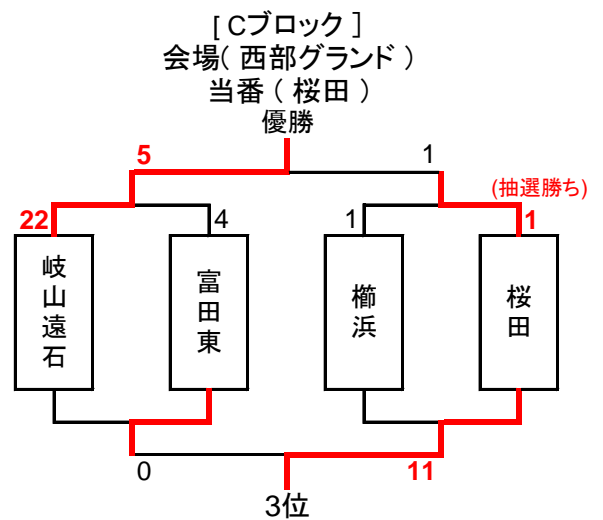 [ Cブロック ]
会場( 西部グランド )
当番 ( 桜田 )
優勝
5
1
(抽選勝ち)
22
4
1
1
岐山遠石
富田東
櫛浜
桜田
0
11
3位